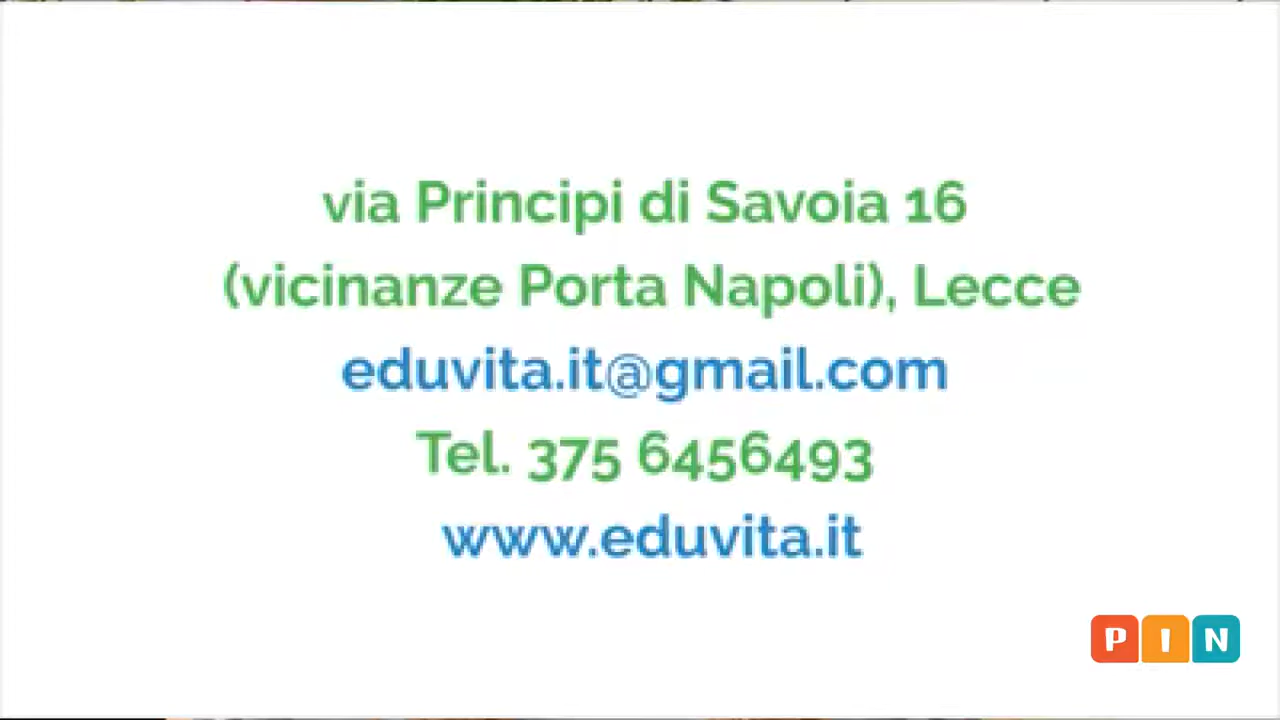 via Principi di Savoia 16
(vicinanze Porta Napoli), Lecce
eduvita.it@gmail.com
Tel. 375 6456493
www.eduvita.it
PIN